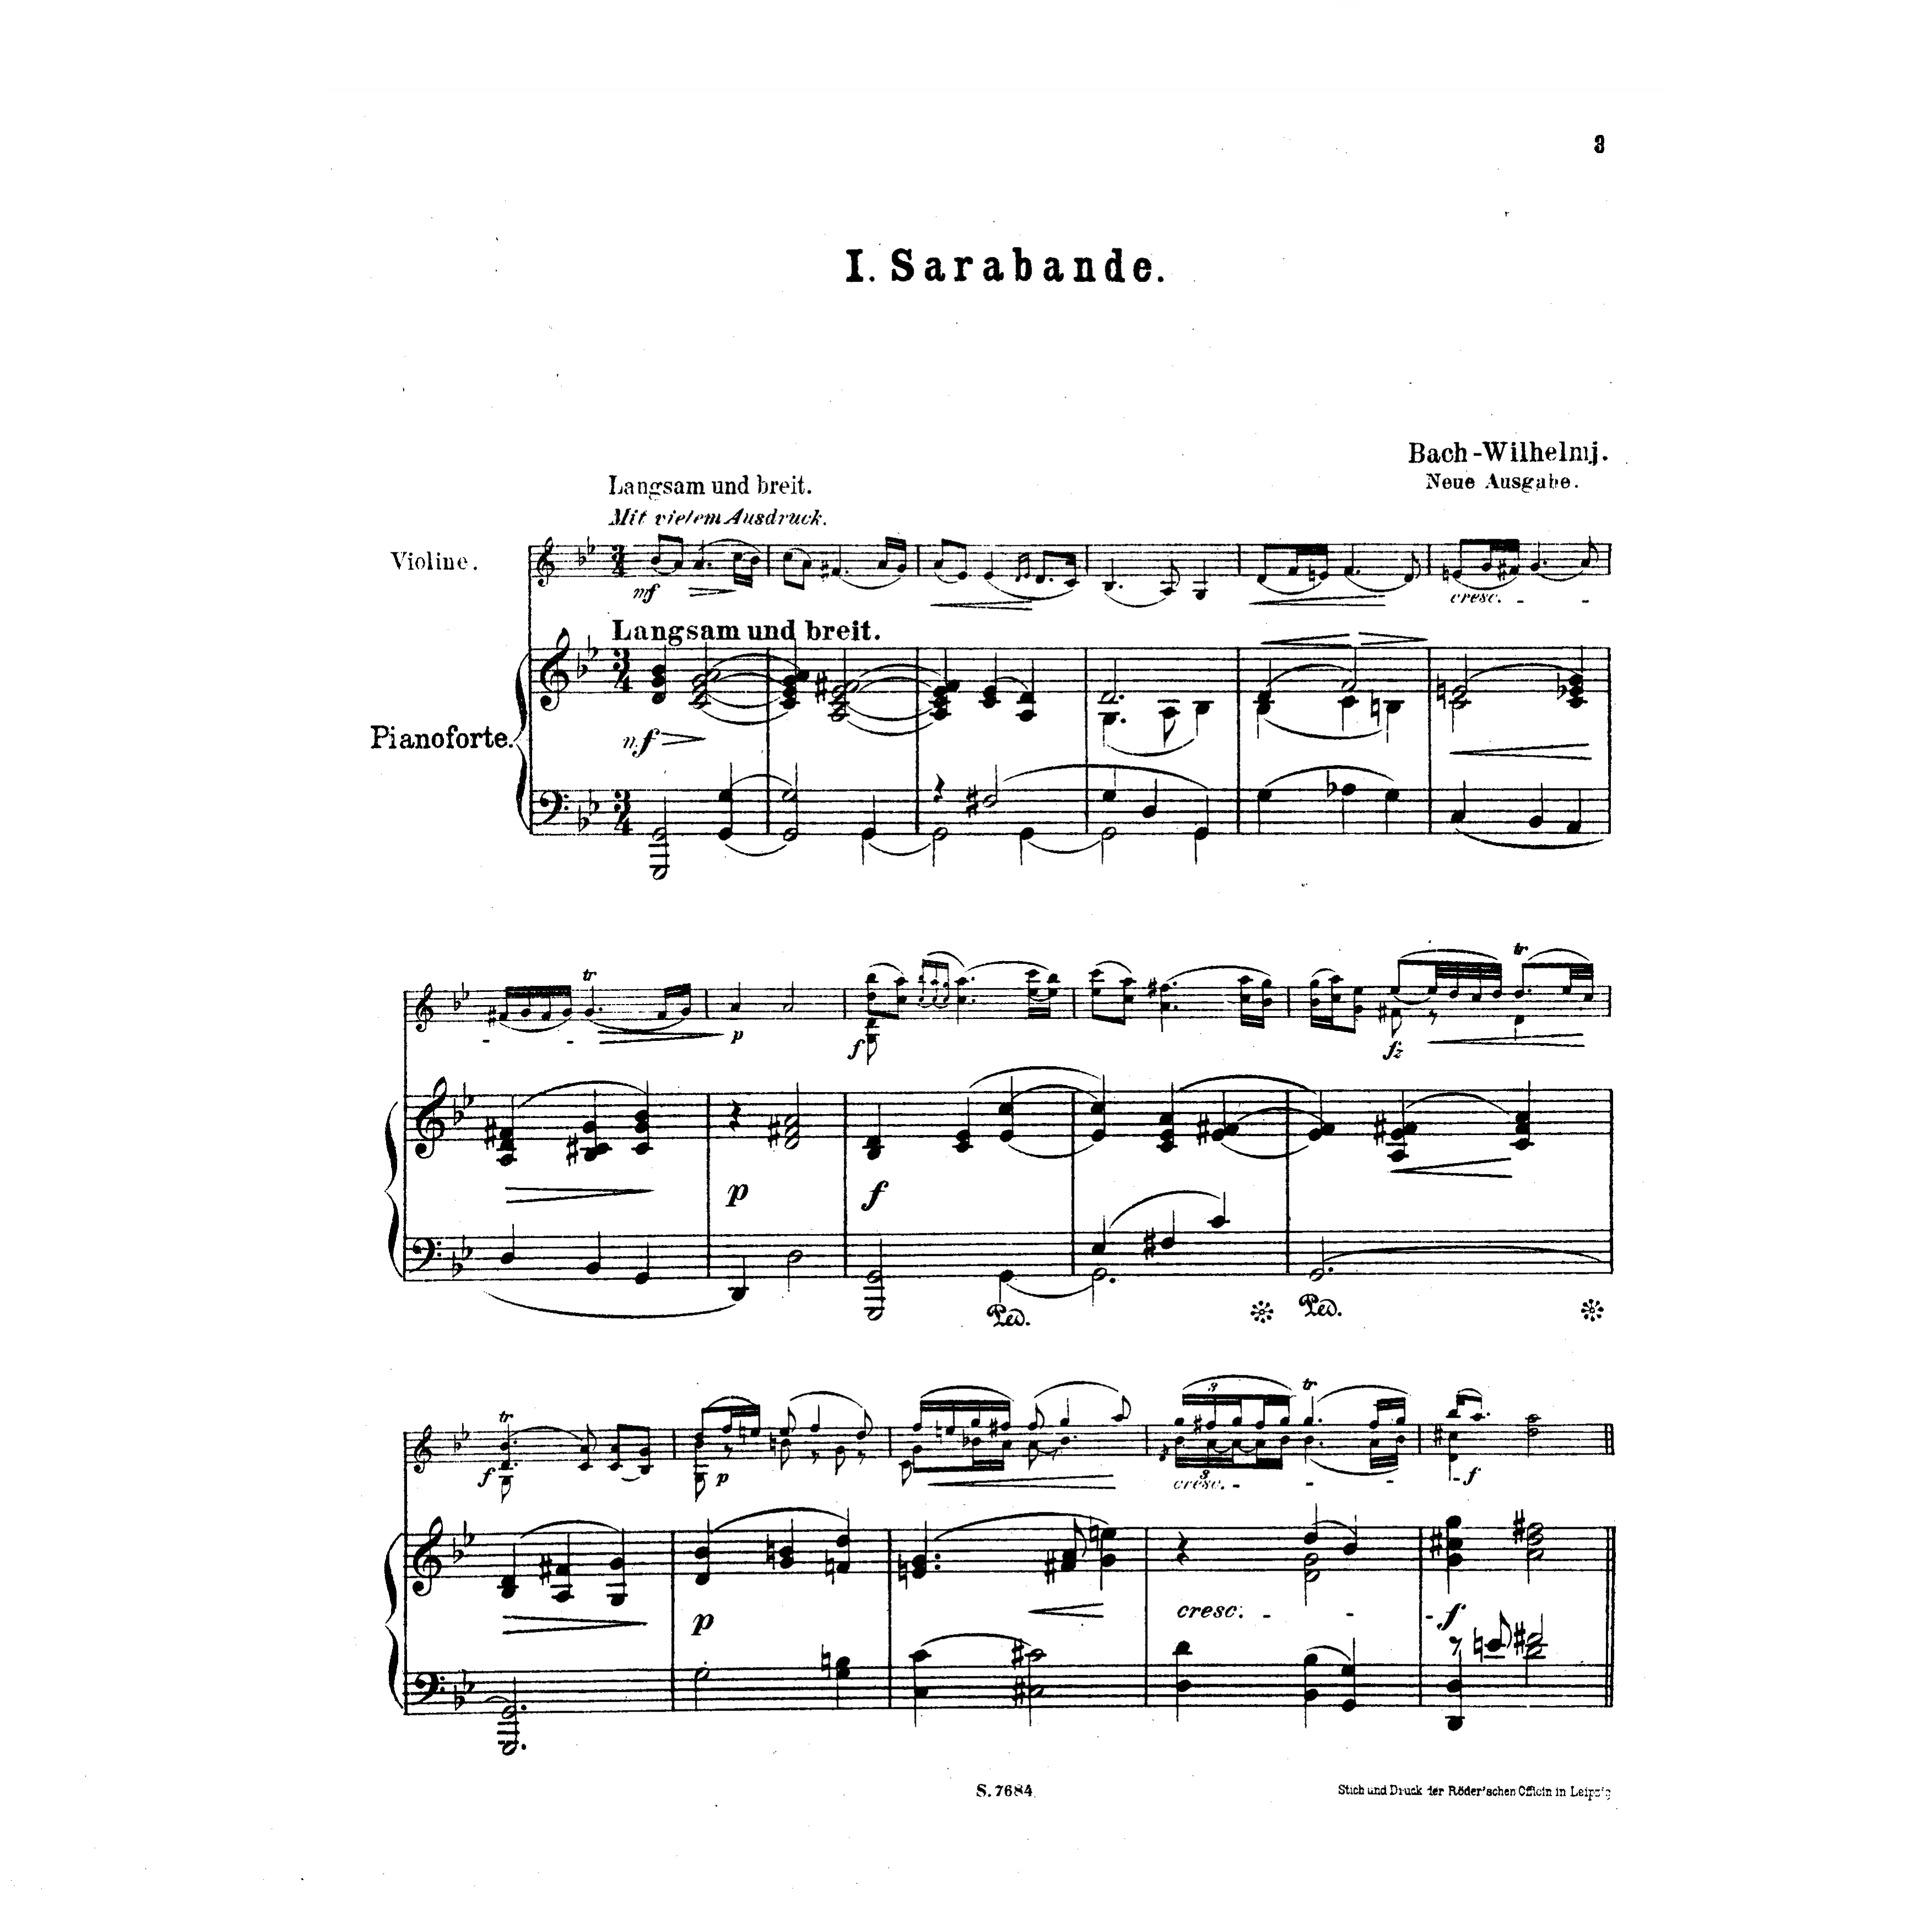 3
I. Sarabande.
Bach-Wilhelmj.
Neue Ausgabe.
Langsam und breit.
Mit vielem Ausdruck.
Violine.
mf
cresc.
Langsam und breit.
Pianoforte.
mf
tr
tr
p
f
fz
p
f
Ped.
Ped.
tr
3
tr
f
p
3
cresc.
f
p
cresc.
f
S. 7684
Stich und Druck der Röder'schen Officin in Leipzig